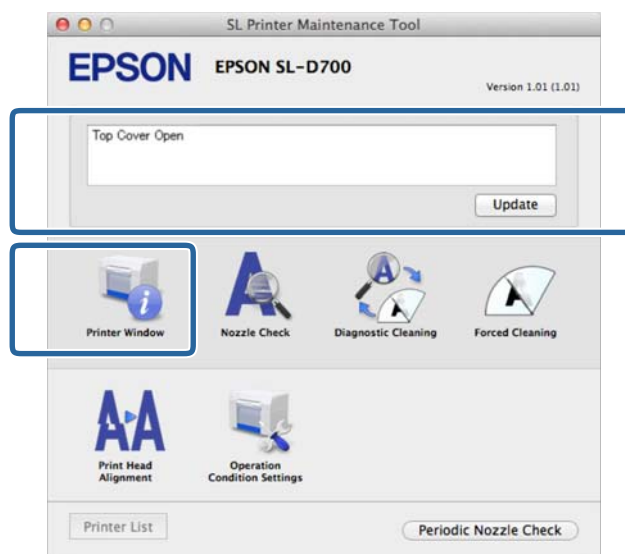 SL Printer Maintenance Tool
EPSON EPSON SL-D700
Version 1.01 (1.01)
Top Cover Open
Update
Printer Window Nozzle Check Diagnostic Cleaning Forced Cleaning
Print Head Operation
Alignment Condition Settings
Printer List Periodic Nozzle Check